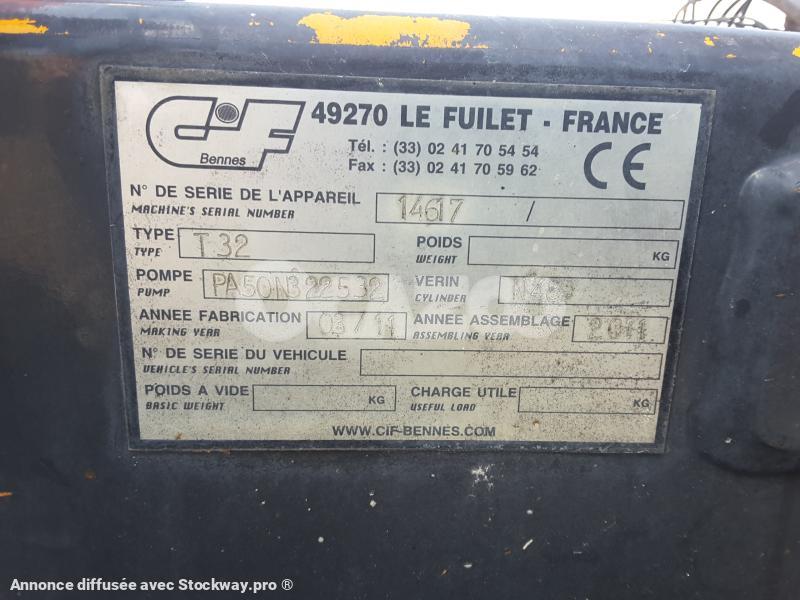 CiF
Bennes
49270 LE FUILET - FRANCE
Tél. : (33) 02 41 70 54 54
Fax : (33) 02 41 70 59 62
CE
N° DE SERIE DE L'APPAREIL
MACHINE'S SERIAL NUMBER
14617 /
TYPE
TYPE
T 32
POIDS
WEIGHT
KG
POMPE
PUMP
PA50N322532
VERIN
CYLINDER
ANNEE FABRICATION
MAKING YEAR
03/11
ANNÉE ASSEMBLAGE
ASSEMBLING YEAR
2011
N° DE SERIE DU VEHICULE
VEHICLE'S SERIAL NUMBER
POIDS A VIDE
BASIC WEIGHT
KG
CHARGE UTILE
USEFUL LOAD
KG
WWW.CiF-BENNES.COM
Annonce diffusée avec Stockway.pro ®